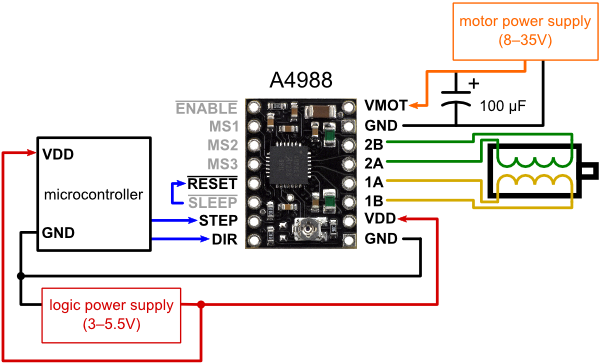 motor power supply
(8–35V)
A4988
+
100 µF
ENABLE
MS1
MS2
MS3
RESET
SLEEP
STEP
DIR
VMOT
GND
2B
2A
1A
1B
VDD
GND
VDD
microcontroller
GND
logic power supply
(3–5.5V)